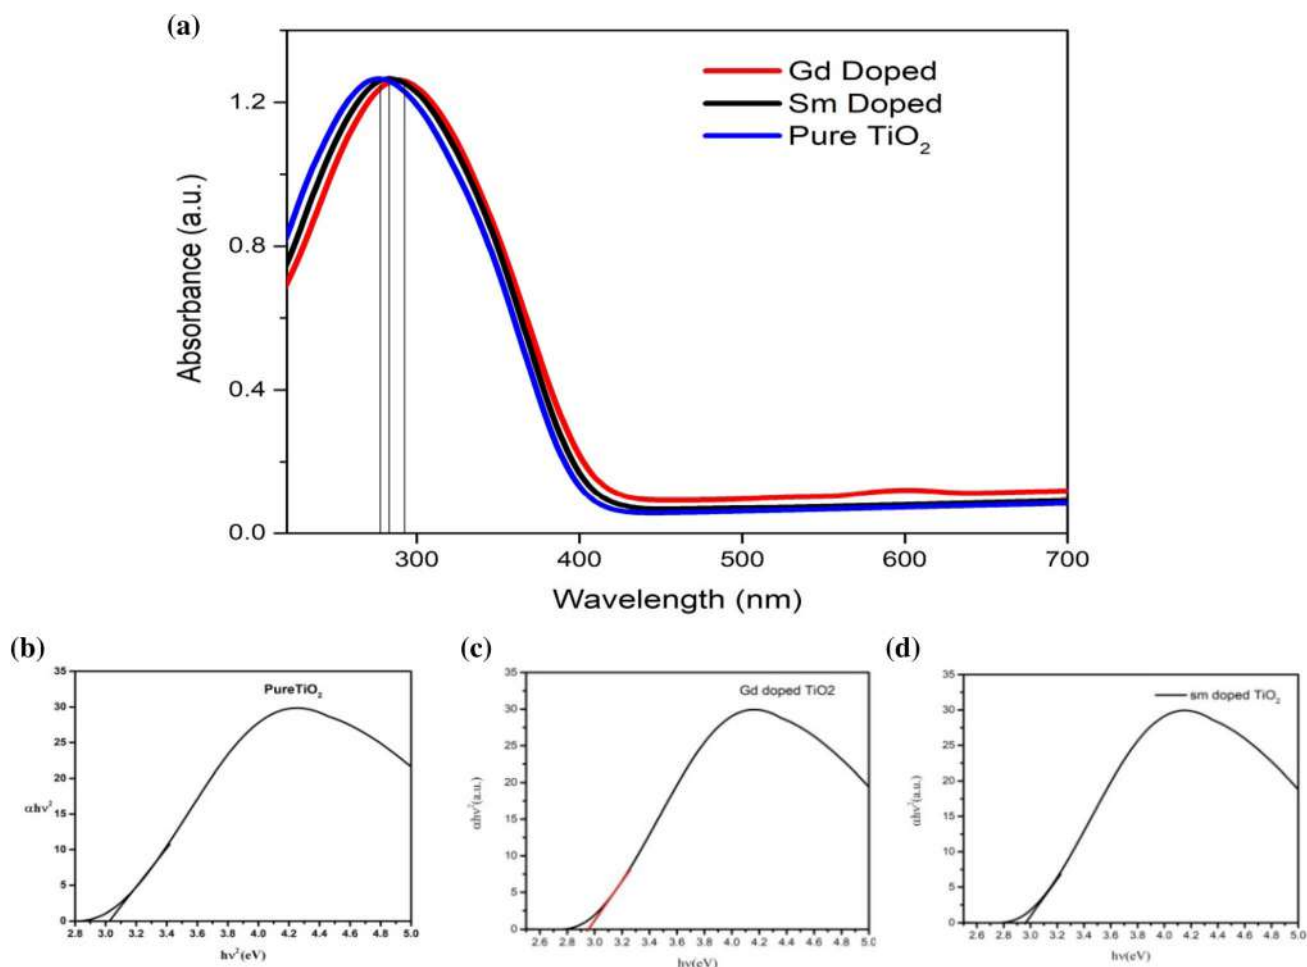 (a)
Gd Doped
Sm Doped
Pure TiO₂
1.2
0.8
0.4
0.0
Absorbance (a.u.)
300 400 500 600 700
Wavelength (nm)
(b)
35
30
25
20
15
10
5
0
PureTiO₂
αhν²
2.8 3.0 3.2 3.4 3.6 3.8 4.0 4.2 4.4 4.6 4.8 5.0
hν²(eV)
(c)
35
30
25
20
15
10
5
0
Gd doped TiO2
αhν²(a.u.)
2.6 2.8 3.0 3.2 3.4 3.6 3.8 4.0 4.2 4.4 4.6 4.8 5.0
hν(eV)
(d)
35
30
25
20
15
10
5
0
sm doped TiO₂
αhν²(a.u.)
2.6 2.8 3.0 3.2 3.4 3.6 3.8 4.0 4.2 4.4 4.6 4.8 5.0
hν(eV)